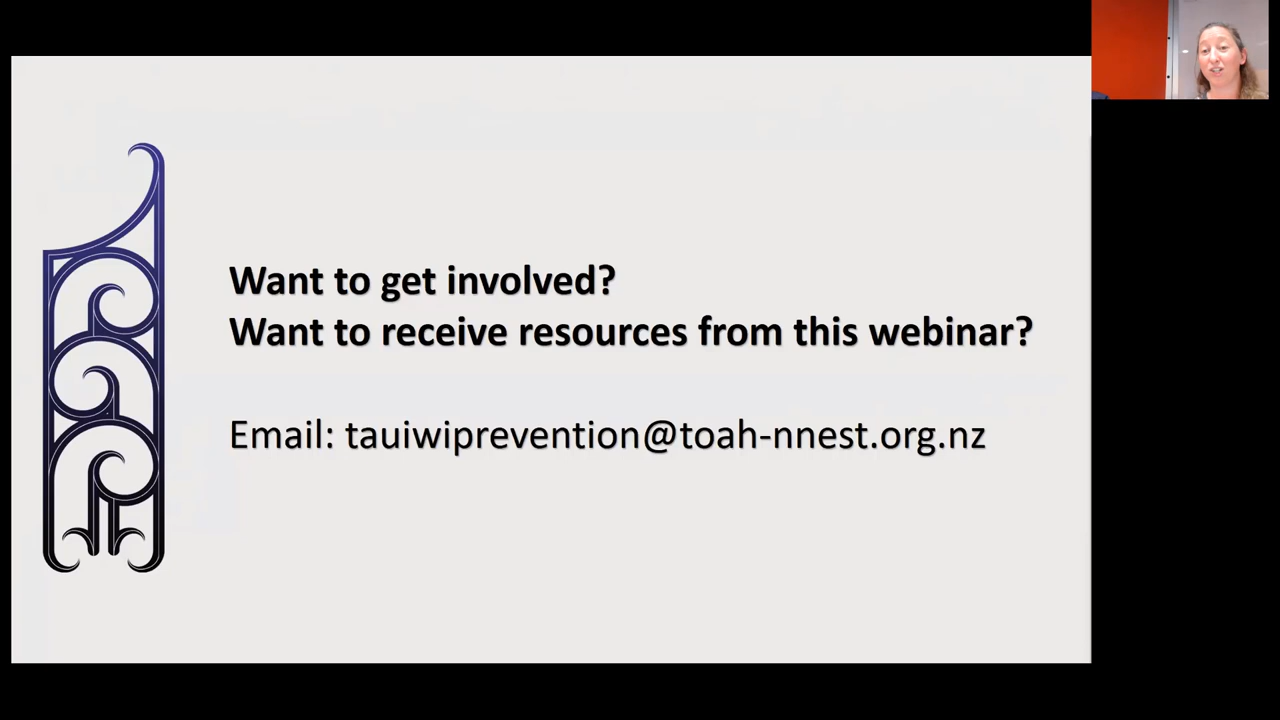 Want to get involved?
Want to receive resources from this webinar?
Email: tauiwiprevention@toah-nnest.org.nz